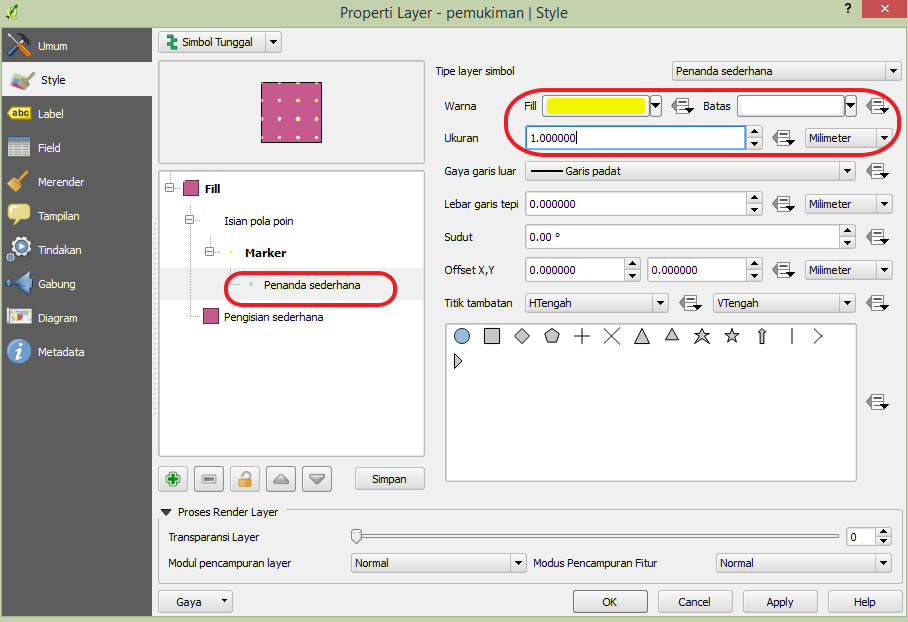 Properti Layer - pemukiman | Style
?
Umum
Style
abc Label
Field
Merender
Tampilan
Tindakan
Gabung
Diagram
i Metadata
Simbol Tunggal
Fill
Isian pola poin
Marker
Penanda sederhana
Pengisian sederhana
Simpan
Tipe layer simbol Penanda sederhana
Warna Fill Batas
Ukuran 1.000000 Milimeter
Gaya garis luar Garis padat
Lebar garis tepi 0.000000 Milimeter
Sudut 0.00 °
Offset X,Y 0.000000 0.000000 Milimeter
Titik tambatan HTengah VTengah
Proses Render Layer
Transparansi Layer 0
Modul pencampuran layer Normal Modus Pencampuran Fitur Normal
Gaya OK Cancel Apply Help